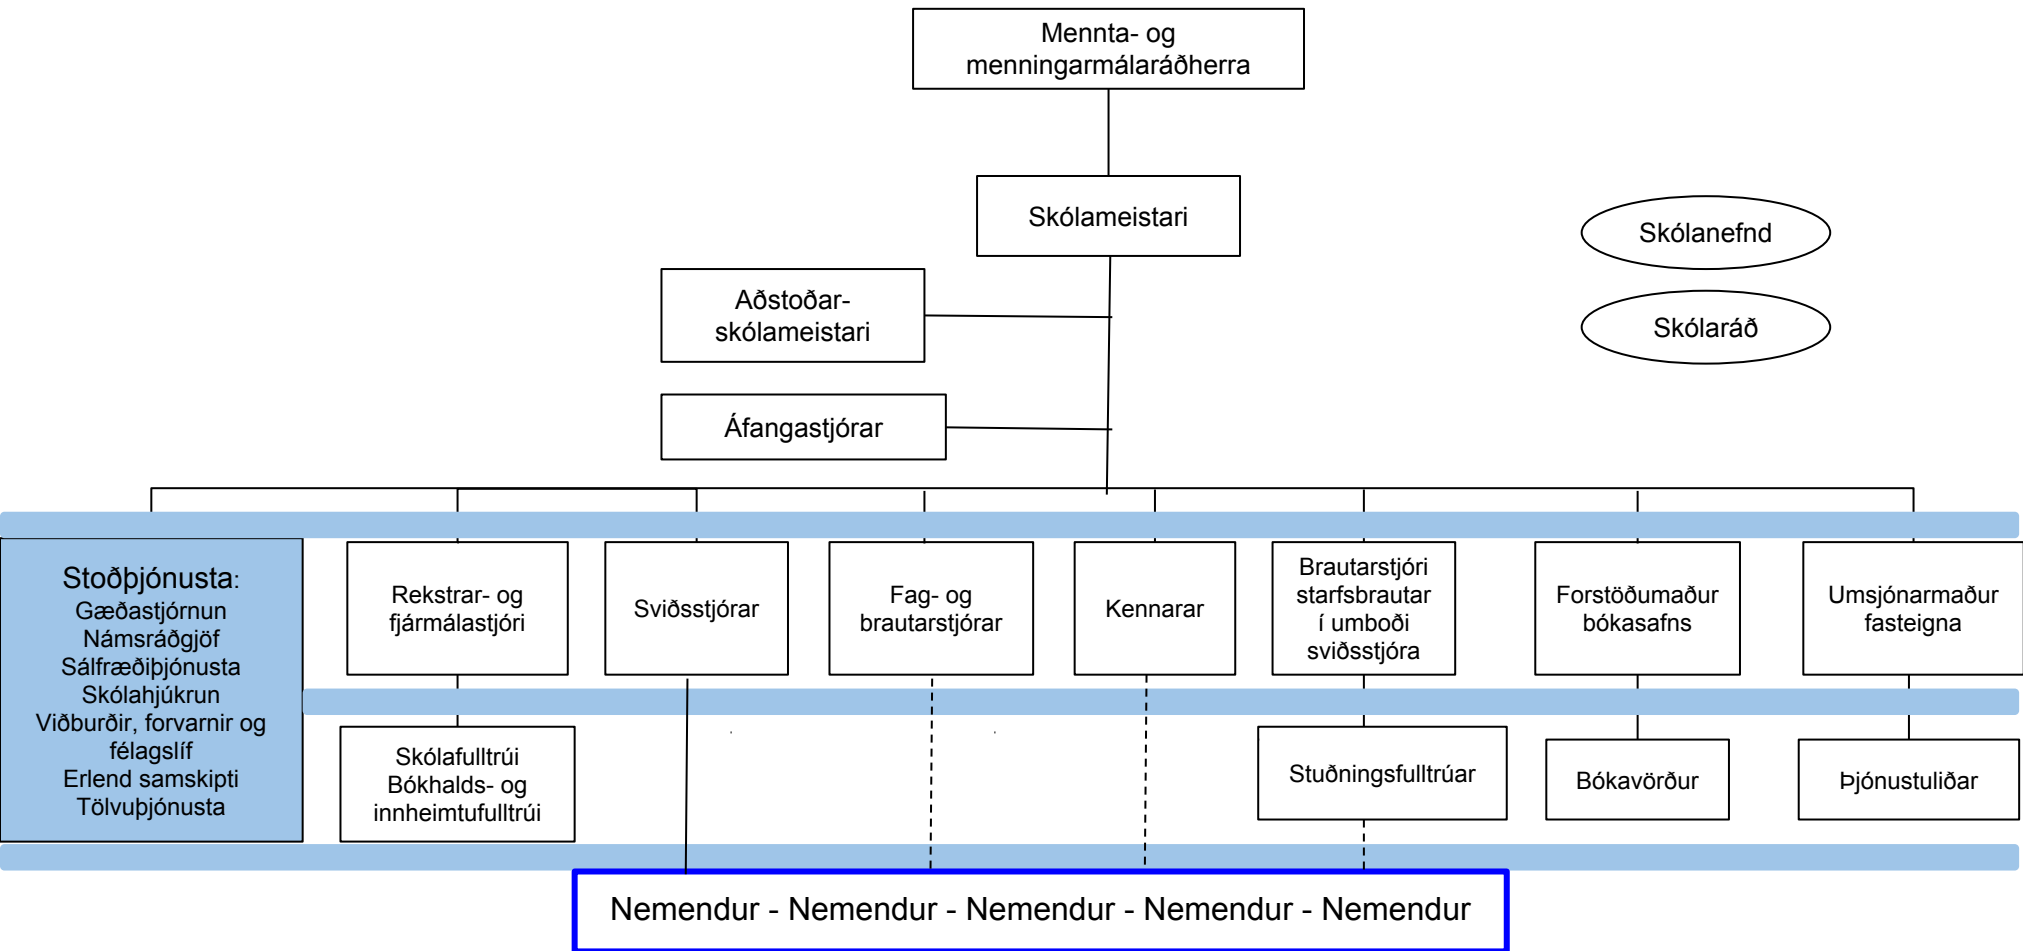 Mennta- og
menningarmálaráðherra
Skólameistari
Skólanefnd
Aðstoðar-
skólameistari
Skólaráð
Áfangastjórar
Stoðþjónusta:
Gæðastjórnun
Námsráðgjöf
Sálfræðiþjónusta
Skólahjúkrun
Viðburðir, forvarnir og
félagslíf
Erlend samskipti
Tölvuþjónusta
Rekstrar- og
fjármálastjóri
Sviðsstjórar
Fag- og
brautarstjórar
Kennarar
Brautarstjóri
starfsbrautar
í umboði
sviðsstjóra
Forstöðumaður
bókasafns
Umsjónarmaður
fasteigna
Skólafulltrúi
Bókhalds- og
innheimtufulltrúi
Stuðningsfulltrúar
Bókavörður
Þjónustuliðar
Nemendur - Nemendur - Nemendur - Nemendur - Nemendur